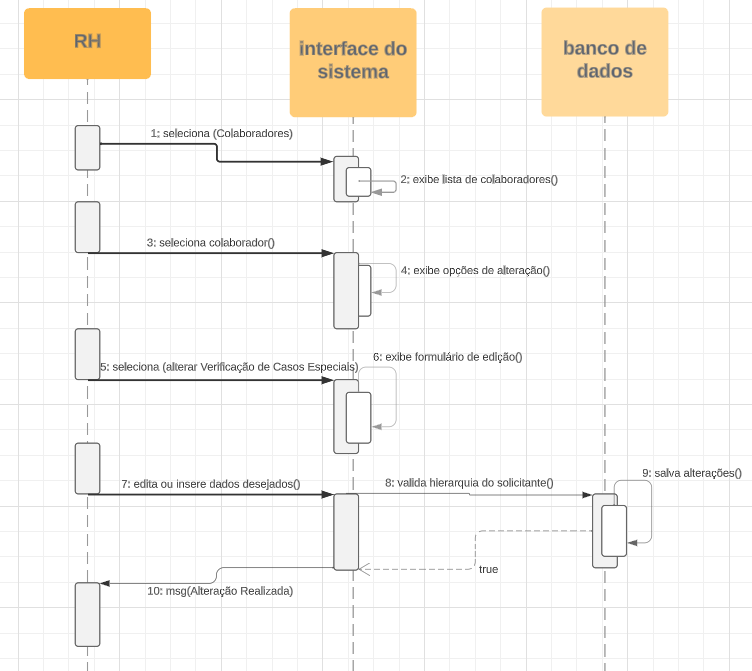 RH
interface do
sistema
banco de
dados
1: seleciona (Colaboradores)
2: exibe lista de colaboradores()
3: seleciona colaborador()
4: exibe opções de alteração()
6: exibe formulário de edição()
5: seleciona (alterar Verificação de Casos Especiais)
9: salva alterações()
7: edita ou insere dados desejados()
8: valida hierarquia do solicitante()
true
10: msg(Alteração Realizada)